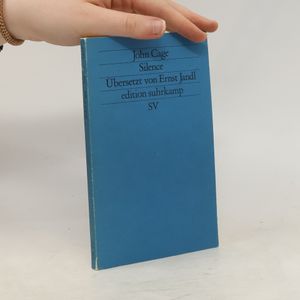 John Cage
Silence
Übersetzt von Ernst Jandl
edition suhrkamp
SV